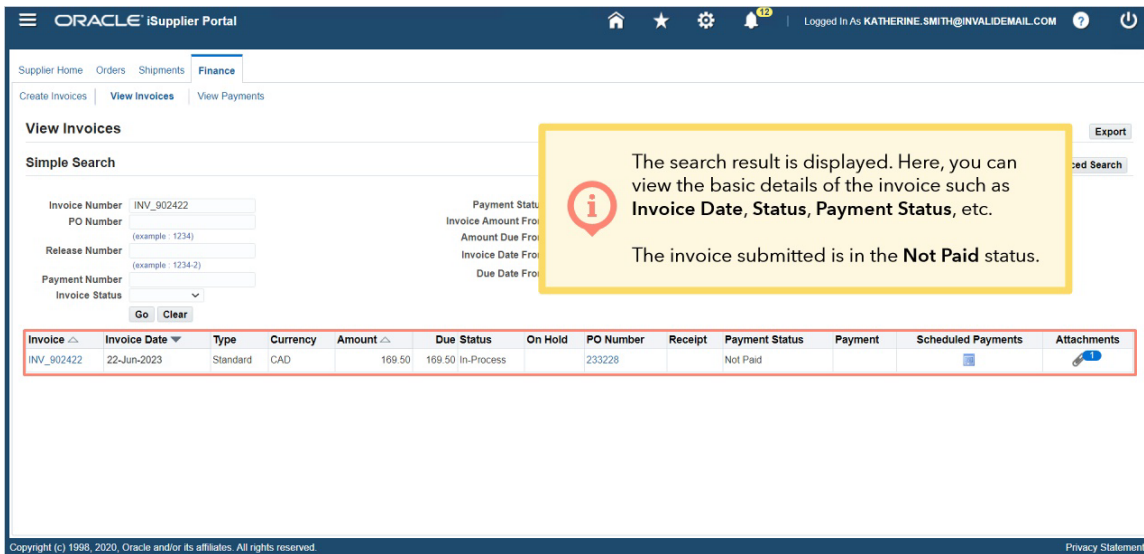 ORACLE iSupplier Portal
12
Logged In As KATHERINE.SMITH@INVALIDEMAIL.COM
?
Supplier Home Orders Shipments Finance
Create Invoices View Invoices View Payments
View Invoices
Export
Simple Search
The search result is displayed. Here, you can
view the basic details of the invoice such as
Invoice Date, Status, Payment Status, etc.
The invoice submitted is in the Not Paid status.
Search
Invoice Number INV_902422
PO Number
(example : 1234)
Release Number
(example : 1234-2)
Payment Number
Invoice Status
Go Clear
Payment
Invoice Amount
Amount Due
Invoice Date
Due Date
Invoice Invoice Date Type Currency Amount Due Status On Hold PO Number Receipt Payment Status Payment Scheduled Payments Attachments
INV_902422 22-Jun-2023 Standard CAD 169.50 169.50 In-Process 233228 Not Paid 1
Copyright (c) 1998, 2020, Oracle and/or its affiliates. All rights reserved.
Privacy Statement